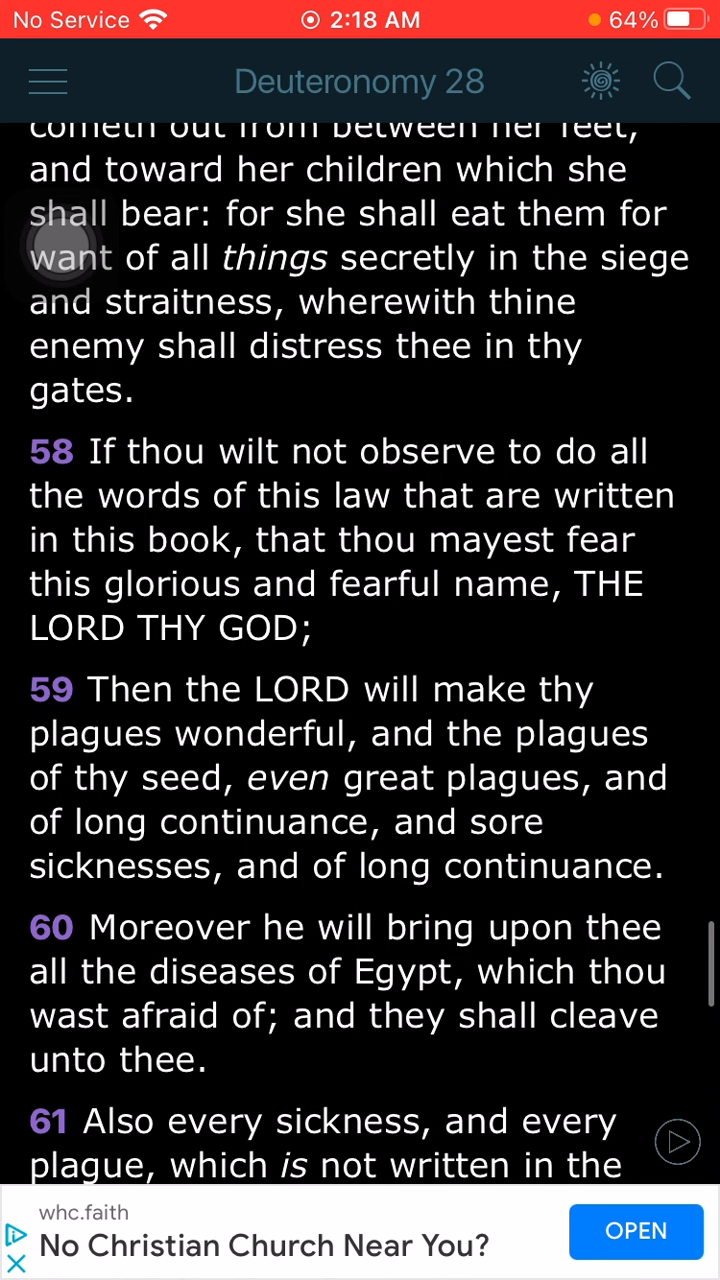 No Service 2:18 AM 64%
Deuteronomy 28
cometh out from between her feet,
and toward her children which she
shall bear: for she shall eat them for
want of all things secretly in the siege
and straitness, wherewith thine
enemy shall distress thee in thy
gates.
58 If thou wilt not observe to do all
the words of this law that are written
in this book, that thou mayest fear
this glorious and fearful name, THE
LORD THY GOD;
59 Then the LORD will make thy
plagues wonderful, and the plagues
of thy seed, even great plagues, and
of long continuance, and sore
sicknesses, and of long continuance.
60 Moreover he will bring upon thee
all the diseases of Egypt, which thou
wast afraid of; and they shall cleave
unto thee.
61 Also every sickness, and every
plague, which is not written in the
whc.faith
No Christian Church Near You?
OPEN